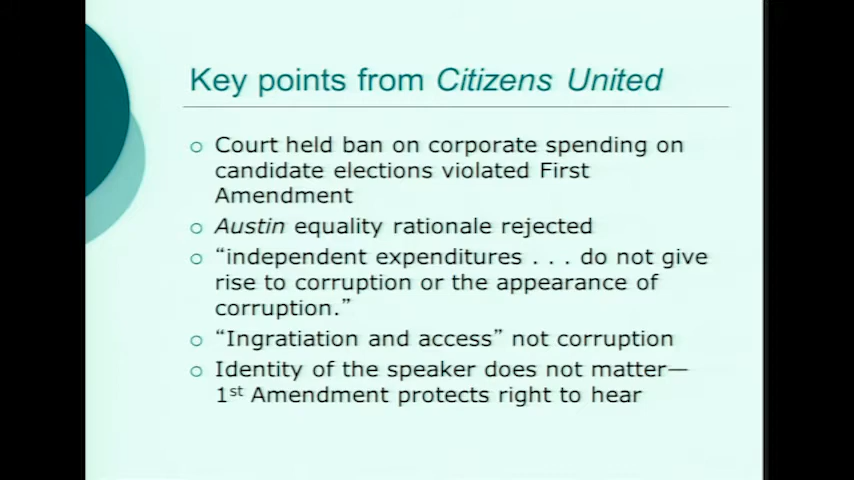 Key points from Citizens United
Court held ban on corporate spending on
candidate elections violated First
Amendment
Austin equality rationale rejected
“independent expenditures . . . do not give
rise to corruption or the appearance of
corruption.”
“Ingratiation and access” not corruption
Identity of the speaker does not matter—
1st Amendment protects right to hear